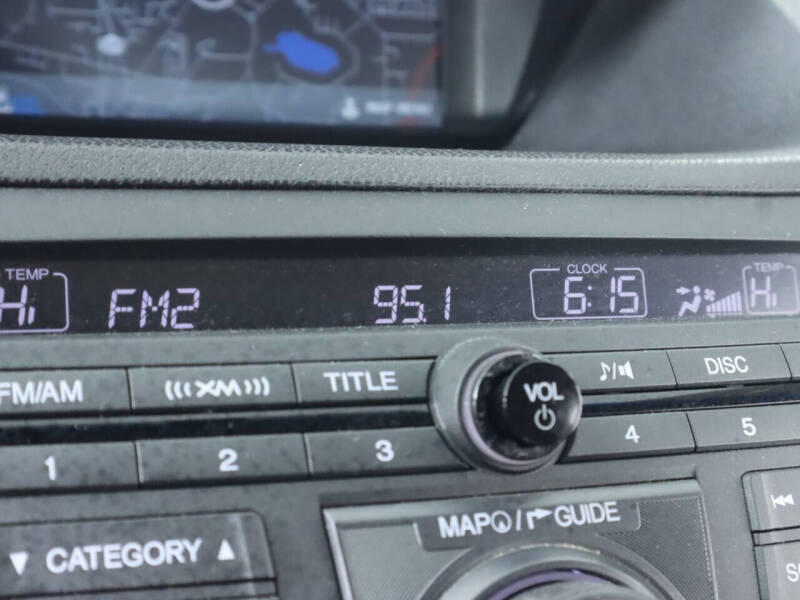 TEMP CLOCK TEMP
Hi FM2 95.1 6:15 Hi
FM/AM XM TITLE VOL DISC
1 2 3 4 5
MAP / GUIDE
CATEGORY